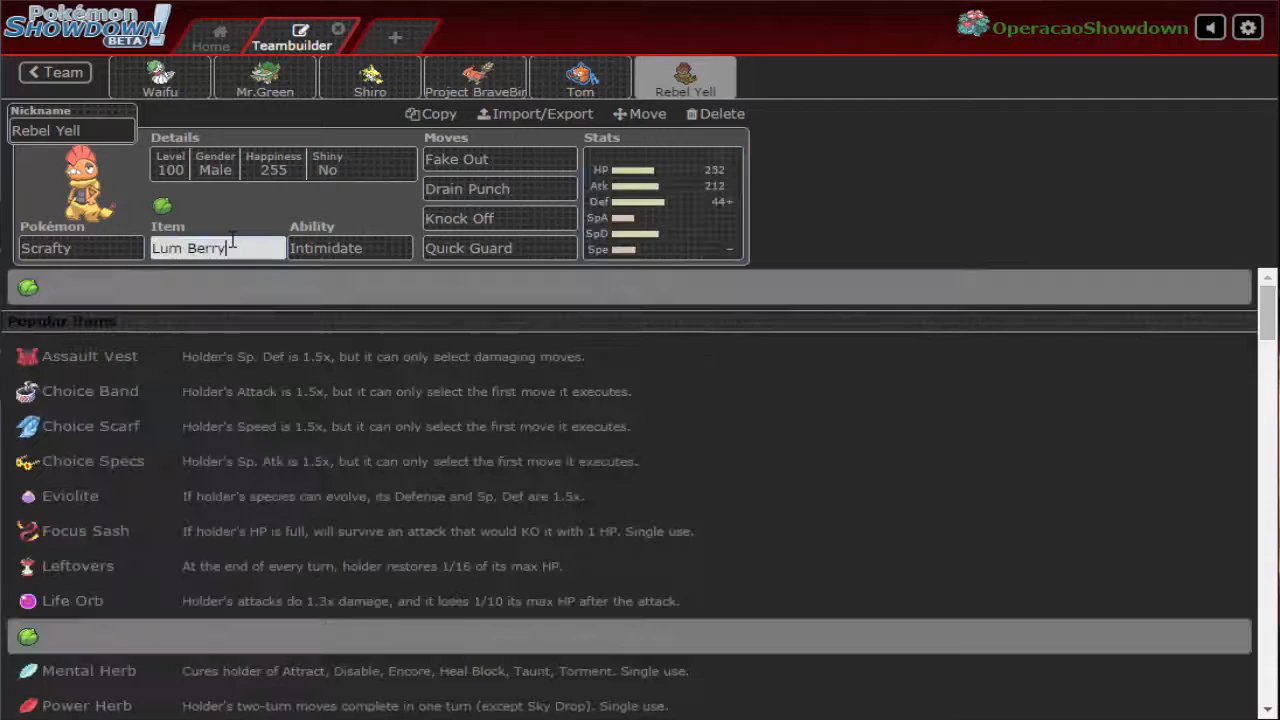 Pokémon
SHOWDOWN!
BETA
Home
Teambuilder
+
OperacaoShowdown
< Team
Waifu
Mr.Green
Shiro
Project BraveBir
Tom
Rebel Yell
Nickname
Rebel Yell
Copy
Import/Export
Move
Delete
Details
Level
100
Gender
Male
Happiness
255
Shiny
No
Pokémon
Scrafty
Item
Lum Berry
Ability
Intimidate
Moves
Fake Out
Drain Punch
Knock Off
Quick Guard
Stats
HP 252
Atk 212
Def 44+
SpA
SpD
Spe −
Popular Items
Assault Vest Holder's Sp. Def is 1.5x, but it can only select damaging moves.
Choice Band Holder's Attack is 1.5x, but it can only select the first move it executes.
Choice Scarf Holder's Speed is 1.5x, but it can only select the first move it executes.
Choice Specs Holder's Sp. Atk is 1.5x, but it can only select the first move it executes.
Eviolite If holder's species can evolve, its Defense and Sp. Def are 1.5x.
Focus Sash If holder's HP is full, will survive an attack that would KO it with 1 HP. Single use.
Leftovers At the end of every turn, holder restores 1/16 of its max HP.
Life Orb Holder's attacks do 1.3x damage, and it loses 1/10 its max HP after the attack.
Mental Herb Cures holder of Attract, Disable, Encore, Heal Block, Taunt, Torment. Single use.
Power Herb Holder's two-turn moves complete in one turn (except Sky Drop). Single use.